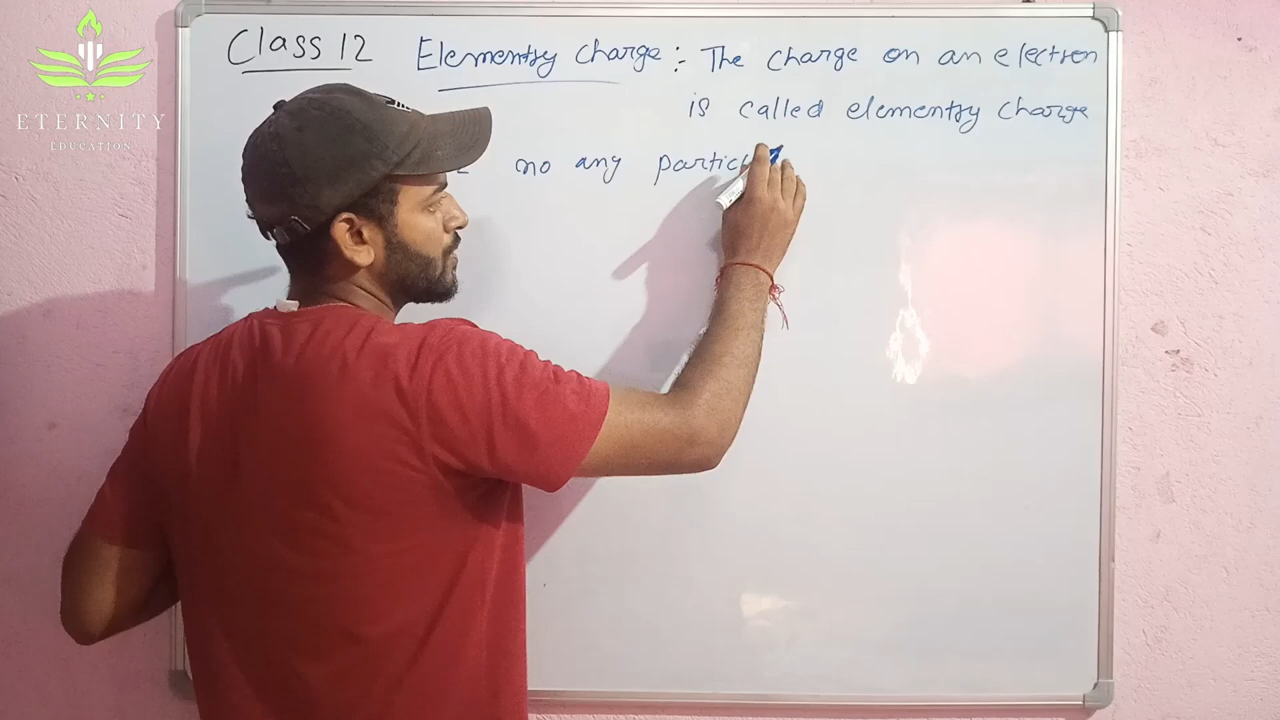 ETERNITY
EDUCATION
Class 12
Elementry charge : The charge on an electron
is called elementry charge
no any partic